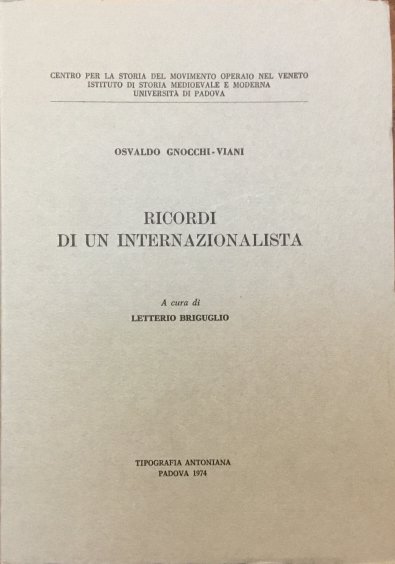 CENTRO PER LA STORIA DEL MOVIMENTO OPERAIO NEL VENETO
ISTITUTO DI STORIA MEDIOEVALE E MODERNA
UNIVERSITÀ DI PADOVA
OSVALDO GNOCCHI-VIANI
RICORDI
DI UN INTERNAZIONALISTA
A cura di
LETTERIO BRIGUGLIO
TIPOGRAFIA ANTONIANA
PADOVA 1974